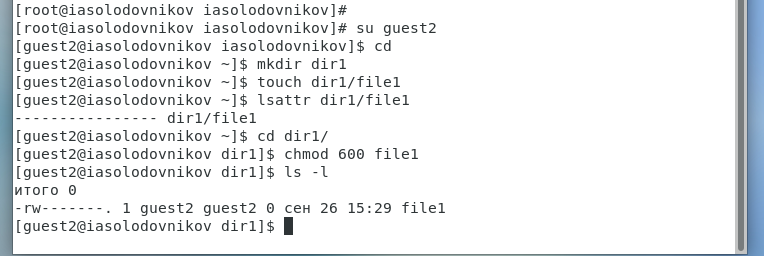 [root@iasolodovnikov iasolodovnikov]#
[root@iasolodovnikov iasolodovnikov]# su guest2
[guest2@iasolodovnikov iasolodovnikov]$ cd
[guest2@iasolodovnikov ~]$ mkdir dir1
[guest2@iasolodovnikov ~]$ touch dir1/file1
[guest2@iasolodovnikov ~]$ lsattr dir1/file1
---------------- dir1/file1
[guest2@iasolodovnikov ~]$ cd dir1/
[guest2@iasolodovnikov dir1]$ chmod 600 file1
[guest2@iasolodovnikov dir1]$ ls -l
итого 0
-rw-------. 1 guest2 guest2 0 сен 26 15:29 file1
[guest2@iasolodovnikov dir1]$